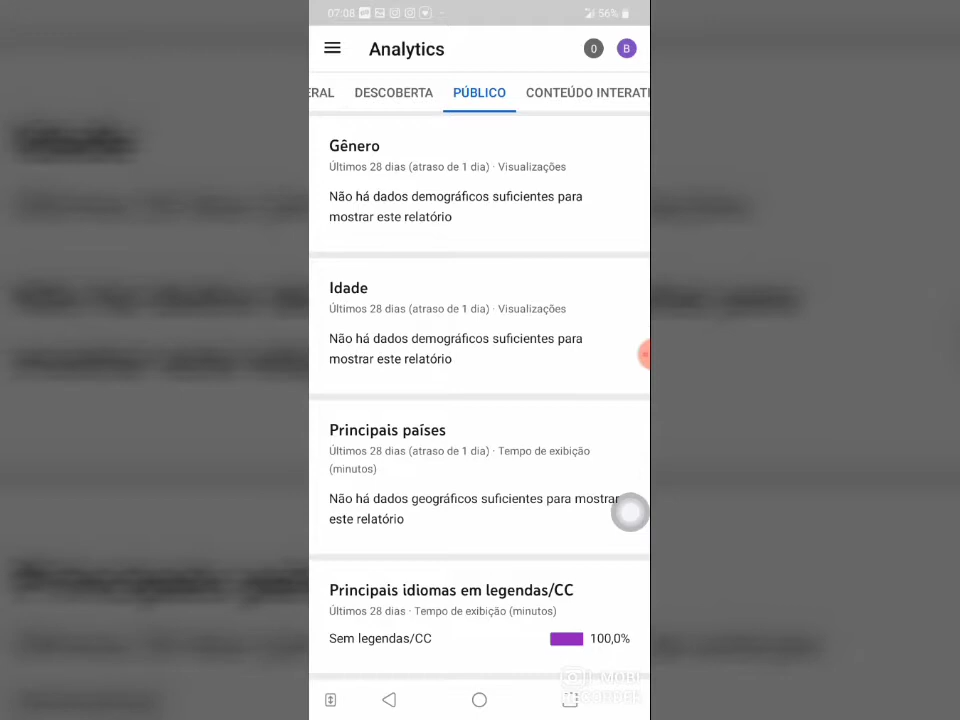 07:08
56%
Analytics
0
B
ERAL DESCOBERTA PÚBLICO CONTEÚDO INTERATI
Gênero
Últimos 28 dias (atraso de 1 dia) · Visualizações
Não há dados demográficos suficientes para
mostrar este relatório
Idade
Últimos 28 dias (atraso de 1 dia) · Visualizações
Não há dados demográficos suficientes para
mostrar este relatório
Principais países
Últimos 28 dias (atraso de 1 dia) · Tempo de exibição
(minutos)
Não há dados geográficos suficientes para mostrar
este relatório
Principais idiomas em legendas/CC
Últimos 28 dias · Tempo de exibição (minutos)
Sem legendas/CC 100,0%
MOBI
RECORDER